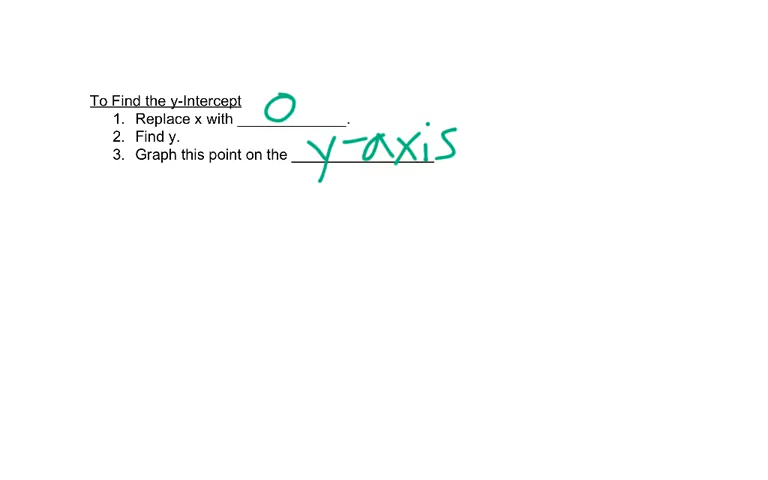 To Find the y-Intercept
1. Replace x with 0.
2. Find y.
3. Graph this point on the y-axis